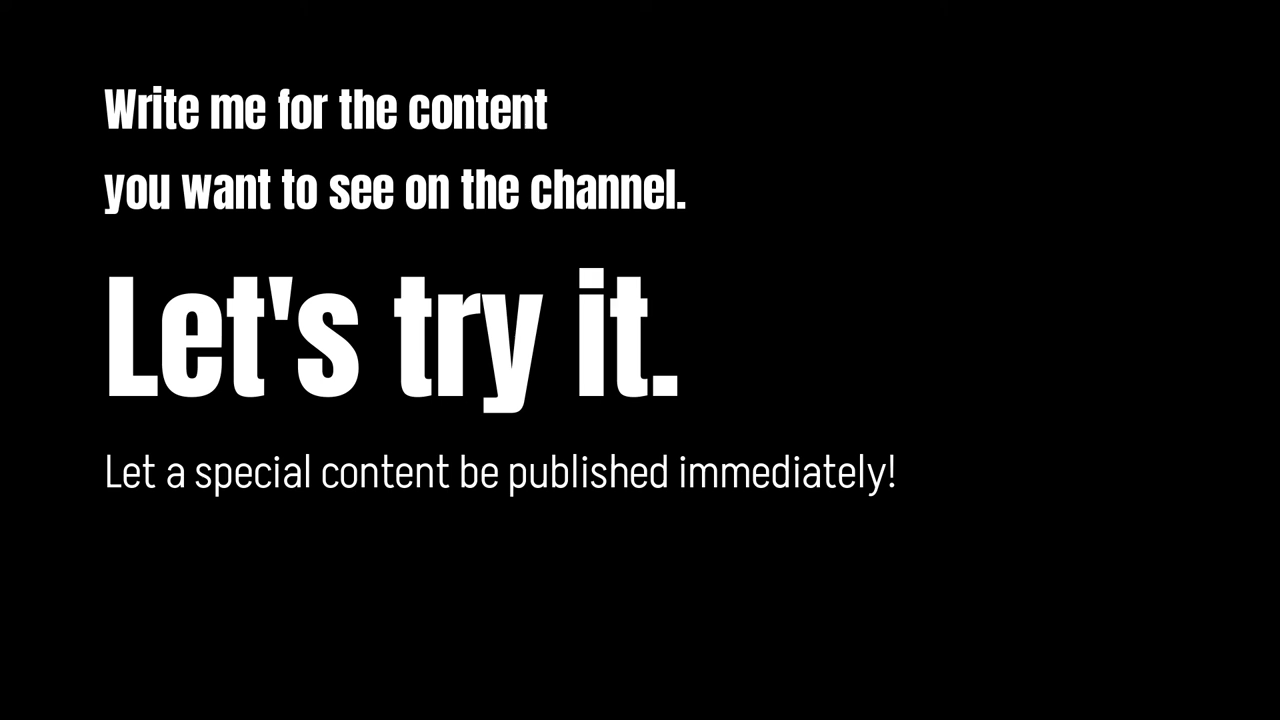 Write me for the content
you want to see on the channel.
Let's try it.
Let a special content be published immediately!